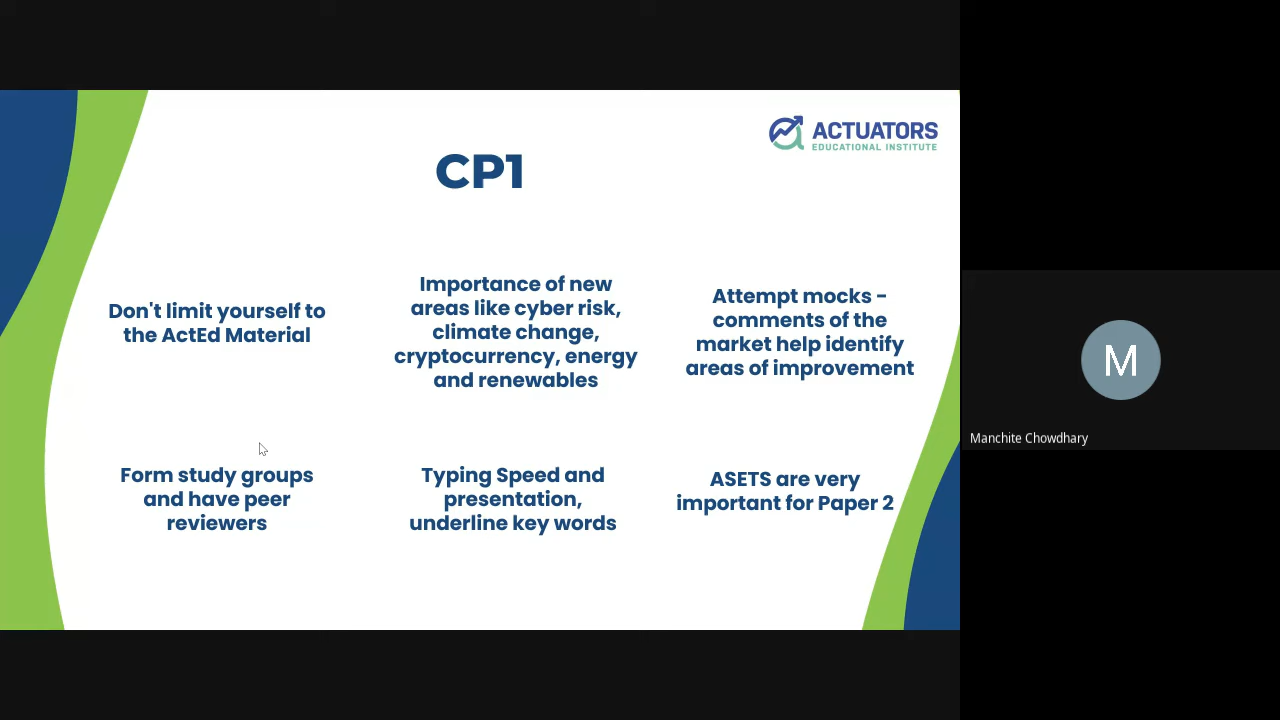 ACTUATORS
EDUCATIONAL INSTITUTE
CP1
Don't limit yourself to
the ActEd Material
Importance of new
areas like cyber risk,
climate change,
cryptocurrency, energy
and renewables
Attempt mocks -
comments of the
market help identify
areas of improvement
Form study groups
and have peer
reviewers
Typing Speed and
presentation,
underline key words
ASETS are very
important for Paper 2
M
Manchite Chowdhary